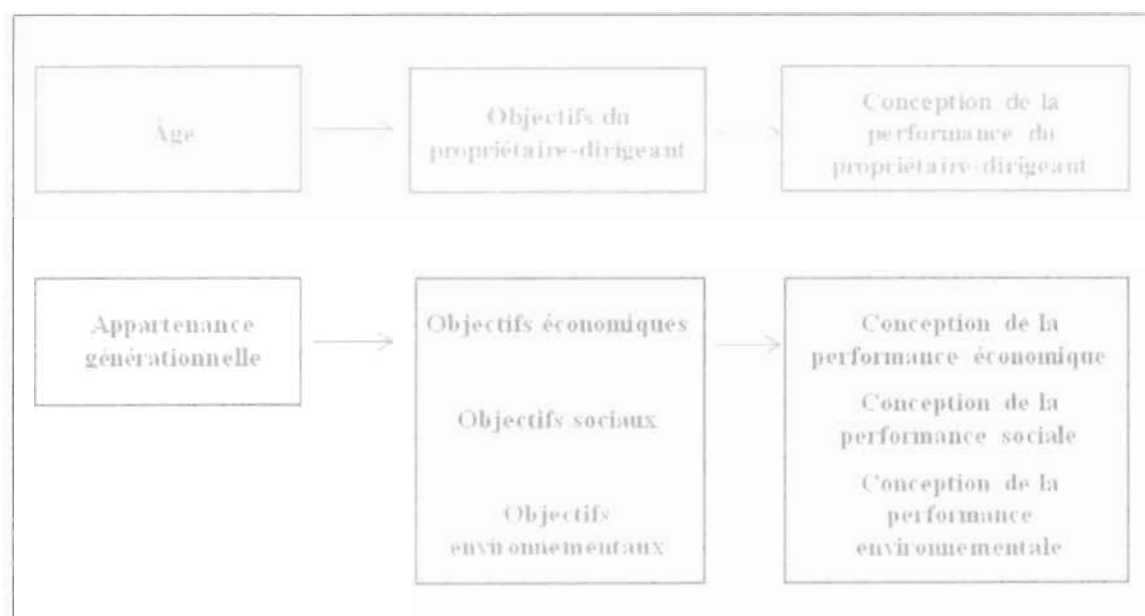 Âge
Objectifs du
propriétaire-dirigeant
Conception de la
performance du
propriétaire-dirigeant
Appartenance
générationnelle
Objectifs économiques
Objectifs sociaux
Objectifs
environnementaux
Conception de la
performance économique
Conception de la
performance sociale
Conception de la
performance
environnementale